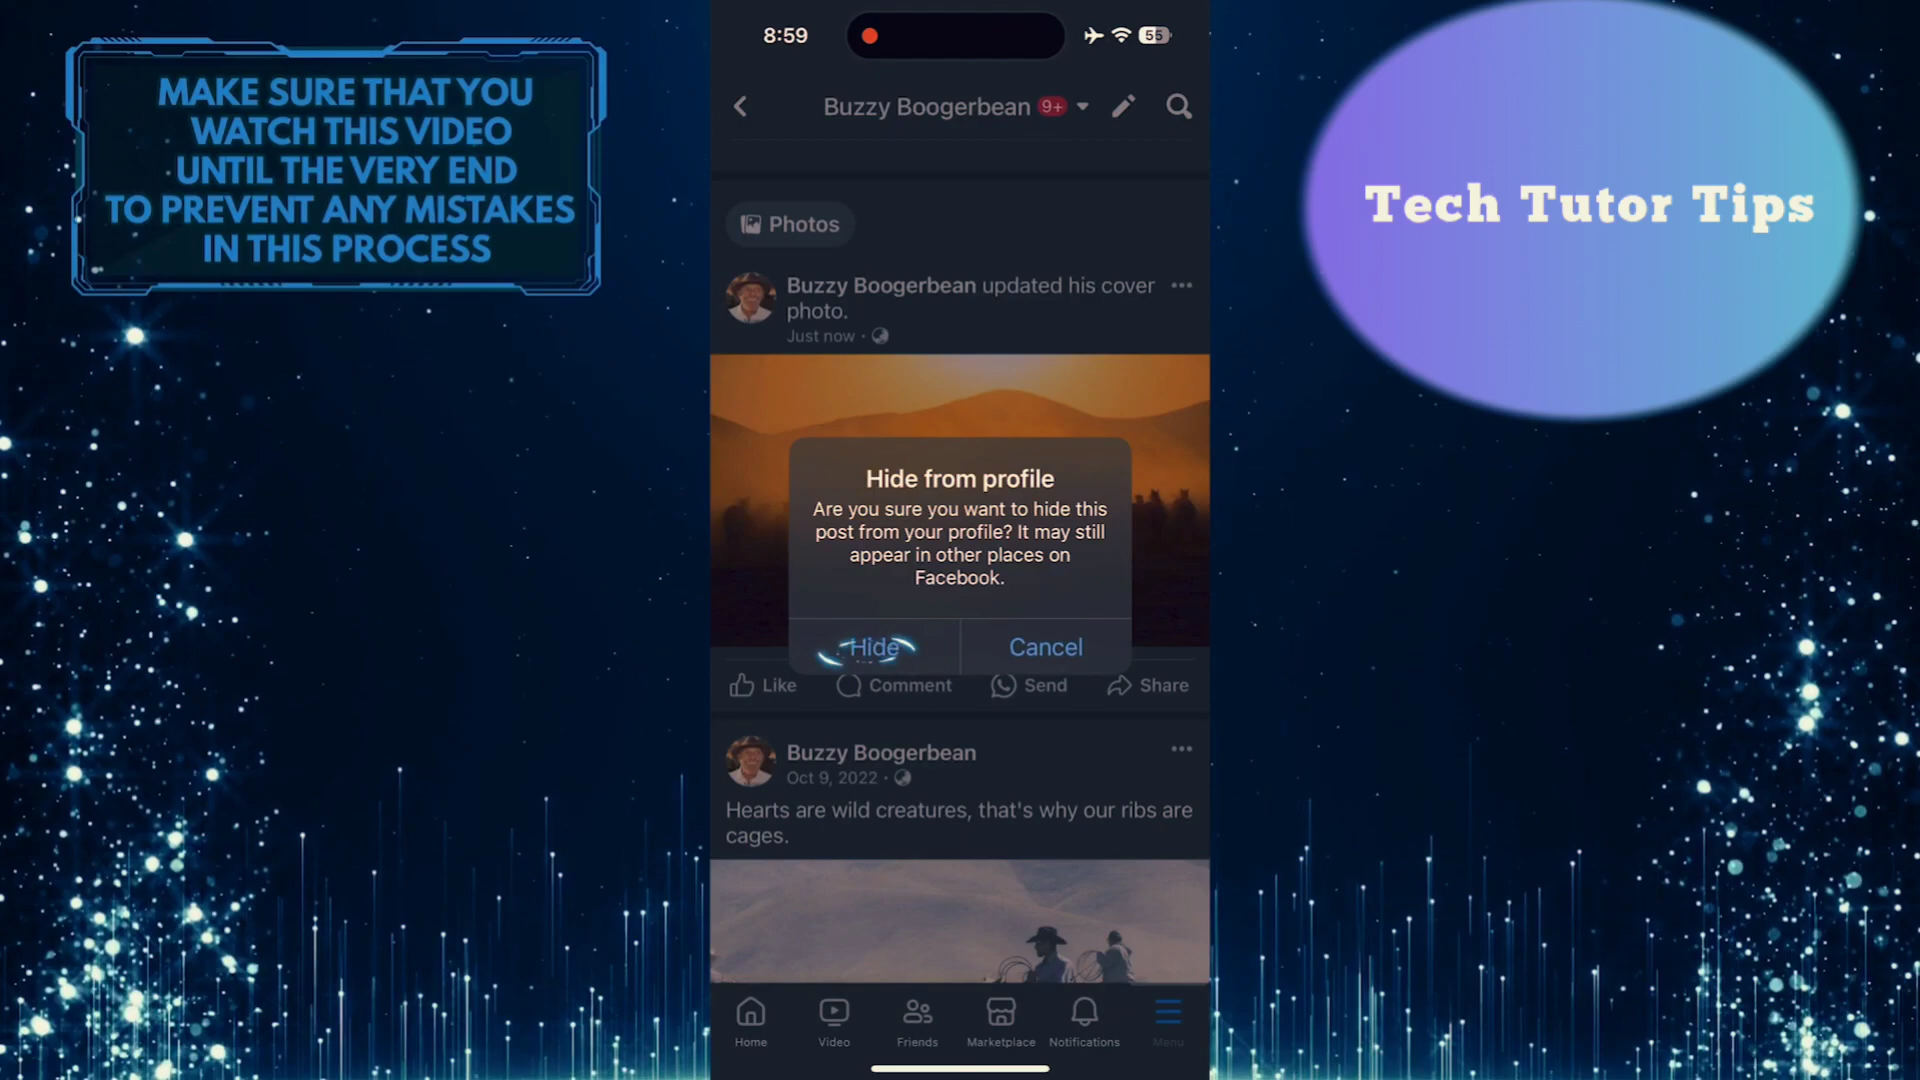 MAKE SURE THAT YOU
WATCH THIS VIDEO
UNTIL THE VERY END
TO PREVENT ANY MISTAKES
IN THIS PROCESS
8:59
55
Buzzy Boogerbean 9+
Photos
Buzzy Boogerbean updated his cover
photo.
Just now ·
Hide from profile
Are you sure you want to hide this
post from your profile? It may still
appear in other places on
Facebook.
Hide
Cancel
Like
Comment
Send
Share
Buzzy Boogerbean
Oct 9, 2022 ·
Hearts are wild creatures, that's why our ribs are
cages.
Home
Video
Friends
Marketplace
Notifications
Menu
Tech Tutor Tips